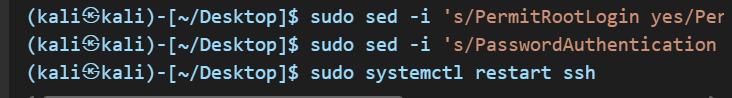 (kali㉿kali)-[~/Desktop]$ sudo sed -i 's/PermitRootLogin yes/Per
(kali㉿kali)-[~/Desktop]$ sudo sed -i 's/PasswordAuthentication
(kali㉿kali)-[~/Desktop]$ sudo systemctl restart ssh